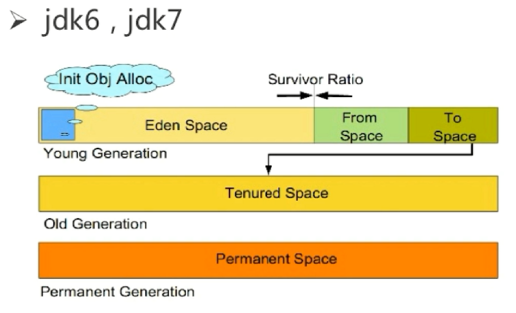 ➢ jdk6 , jdk7
Init Obj Alloc
Survivor Ratio
Eden Space
From Space
To Space
Young Generation
Tenured Space
Old Generation
Permanent Space
Permanent Generation